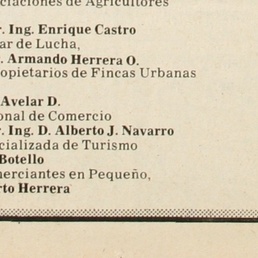 ciaciones de Agricultores
r. Ing. Enrique Castro
ar de Lucha,
. Armando Herrera O.
opietarios de Fincas Urbanas
Avelar D.
onal de Comercio
r. Ing. D. Alberto J. Navarro
cializada de Turismo
Botello
merciantes en Pequeño,
rto Herrera